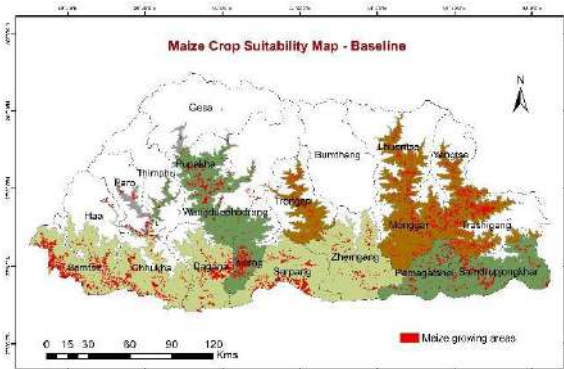 Maize Crop Suitability Map - Baseline
N
Gasa
Punakha
Thimphu
Paro
Haa
Bumthang
Lhuentse
Yangtse
Trongsa
Wangduephodrang
Monggar
Trashigang
Samtse
Chhukha
Dagana
Tsirang
Sarpang
Zhemgang
Pemagatshel
Samdrupjongkhar
Maize growing areas
0 15 30 60 90 120
Kms